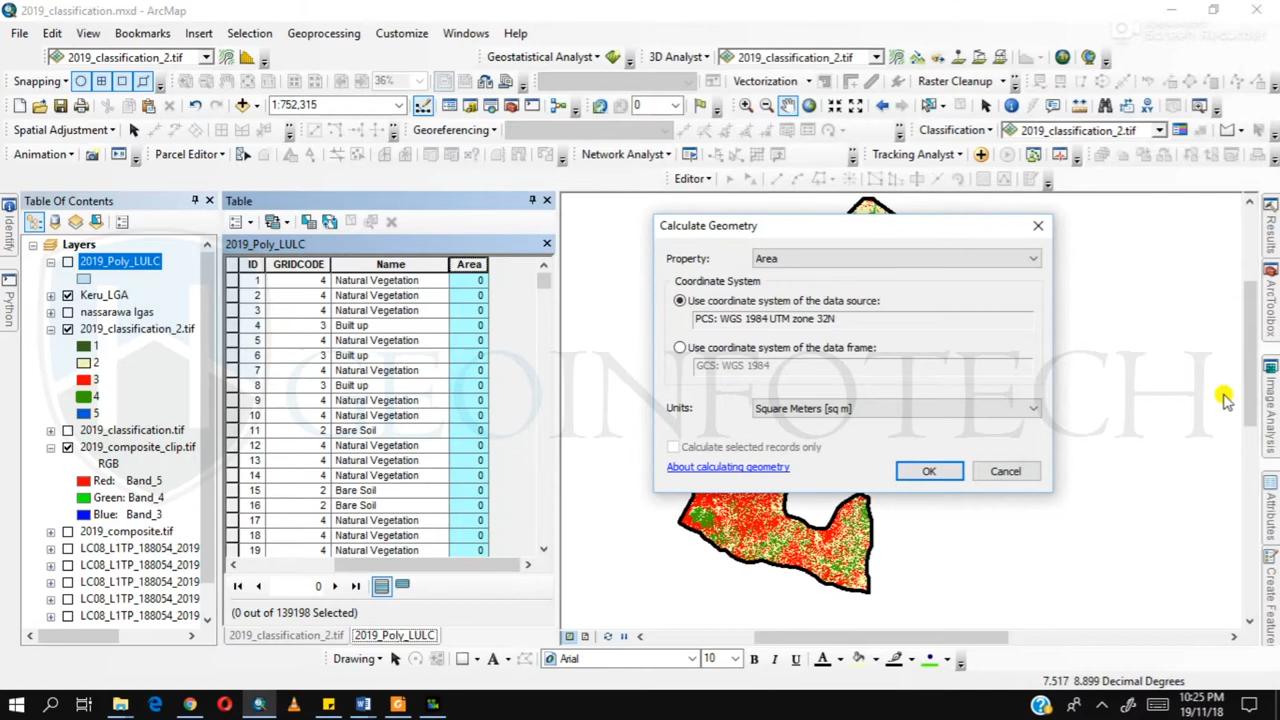 2019_classification.mxd - ArcMap
File Edit View Bookmarks Insert Selection Geoprocessing Customize Windows Help
2019_classification_2.tif Geostatistical Analyst 3D Analyst 2019_classification_2.tif
Snapping 36% Vectorization Raster Cleanup
1:752,315 0
Spatial Adjustment Georeferencing Classification 2019_classification_2.tif
Animation Parcel Editor Network Analyst Tracking Analyst
Editor
Identify
Python
Table Of Contents
Layers
2019_Poly_LULC
Keru_LGA
nassarawa lgas
2019_classification_2.tif
1
2
3
4
5
2019_classification.tif
2019_composite_clip.tif
RGB
Red: Band_5
Green: Band_4
Blue: Band_3
2019_composite.tif
LC08_L1TP_188054_2019
LC08_L1TP_188054_2019
LC08_L1TP_188054_2019
LC08_L1TP_188054_2019
LC08_L1TP_188054_2019
Table
2019_Poly_LULC
ID GRIDCODE Name Area
1 4 Natural Vegetation 0
2 4 Natural Vegetation 0
3 4 Natural Vegetation 0
4 3 Built up 0
5 4 Natural Vegetation 0
6 3 Built up 0
7 4 Natural Vegetation 0
8 3 Built up 0
9 4 Natural Vegetation 0
10 4 Natural Vegetation 0
11 2 Bare Soil 0
12 4 Natural Vegetation 0
13 4 Natural Vegetation 0
14 4 Natural Vegetation 0
15 2 Bare Soil 0
16 2 Bare Soil 0
17 4 Natural Vegetation 0
18 4 Natural Vegetation 0
19 4 Natural Vegetation 0
0
(0 out of 139198 Selected)
2019_classification_2.tif 2019_Poly_LULC
Calculate Geometry
Property: Area
Coordinate System
Use coordinate system of the data source:
PCS: WGS 1984 UTM zone 32N
Use coordinate system of the data frame:
GCS: WGS 1984
Units: Square Meters [sq m]
Calculate selected records only
About calculating geometry
OK Cancel
GEOINFOTECH
Results
ArcToolbox
Image Analysis
Attributes
Create Features
Drawing A Arial 10 B I U A
7.517 8.899 Decimal Degrees
10:25 PM
19/11/18